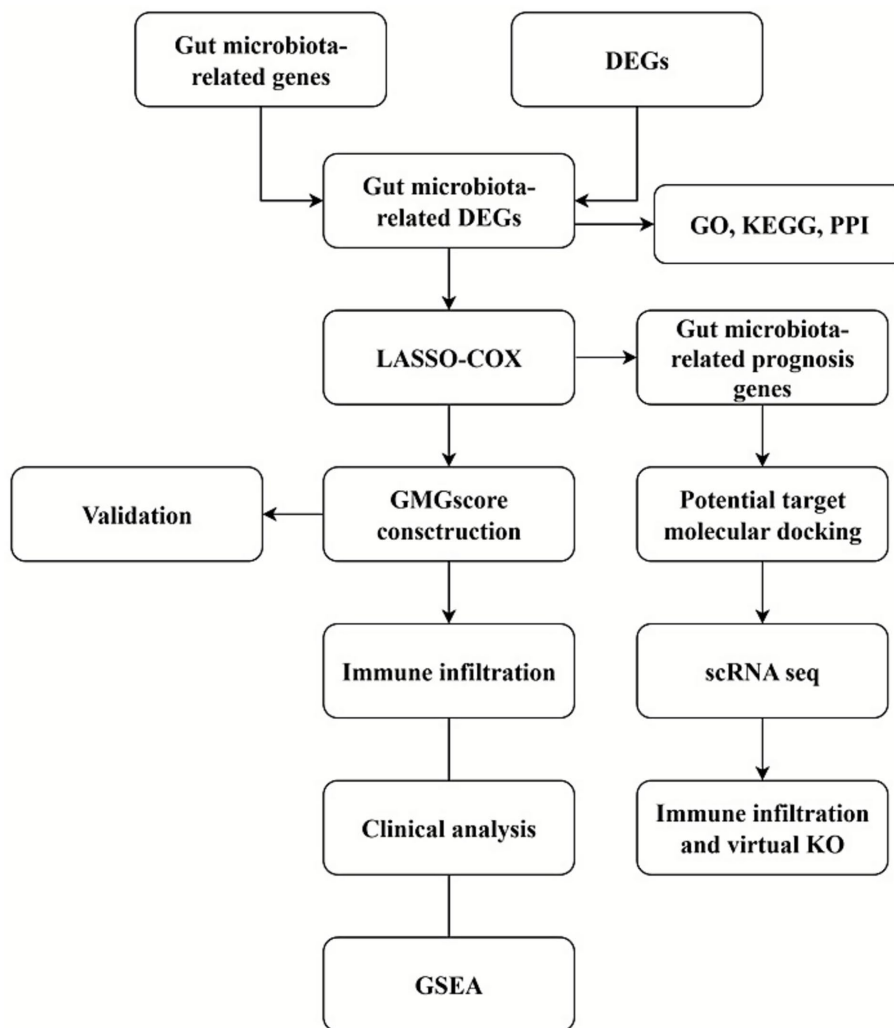 Gut microbiota-
related genes
DEGs
Gut microbiota-
related DEGs
GO, KEGG, PPI
LASSO-COX
Gut microbiota-
related prognosis
genes
Validation
GMGscore
consctruction
Potential target
molecular docking
Immune infiltration
scRNA seq
Clinical analysis
Immune infiltration
and virtual KO
GSEA